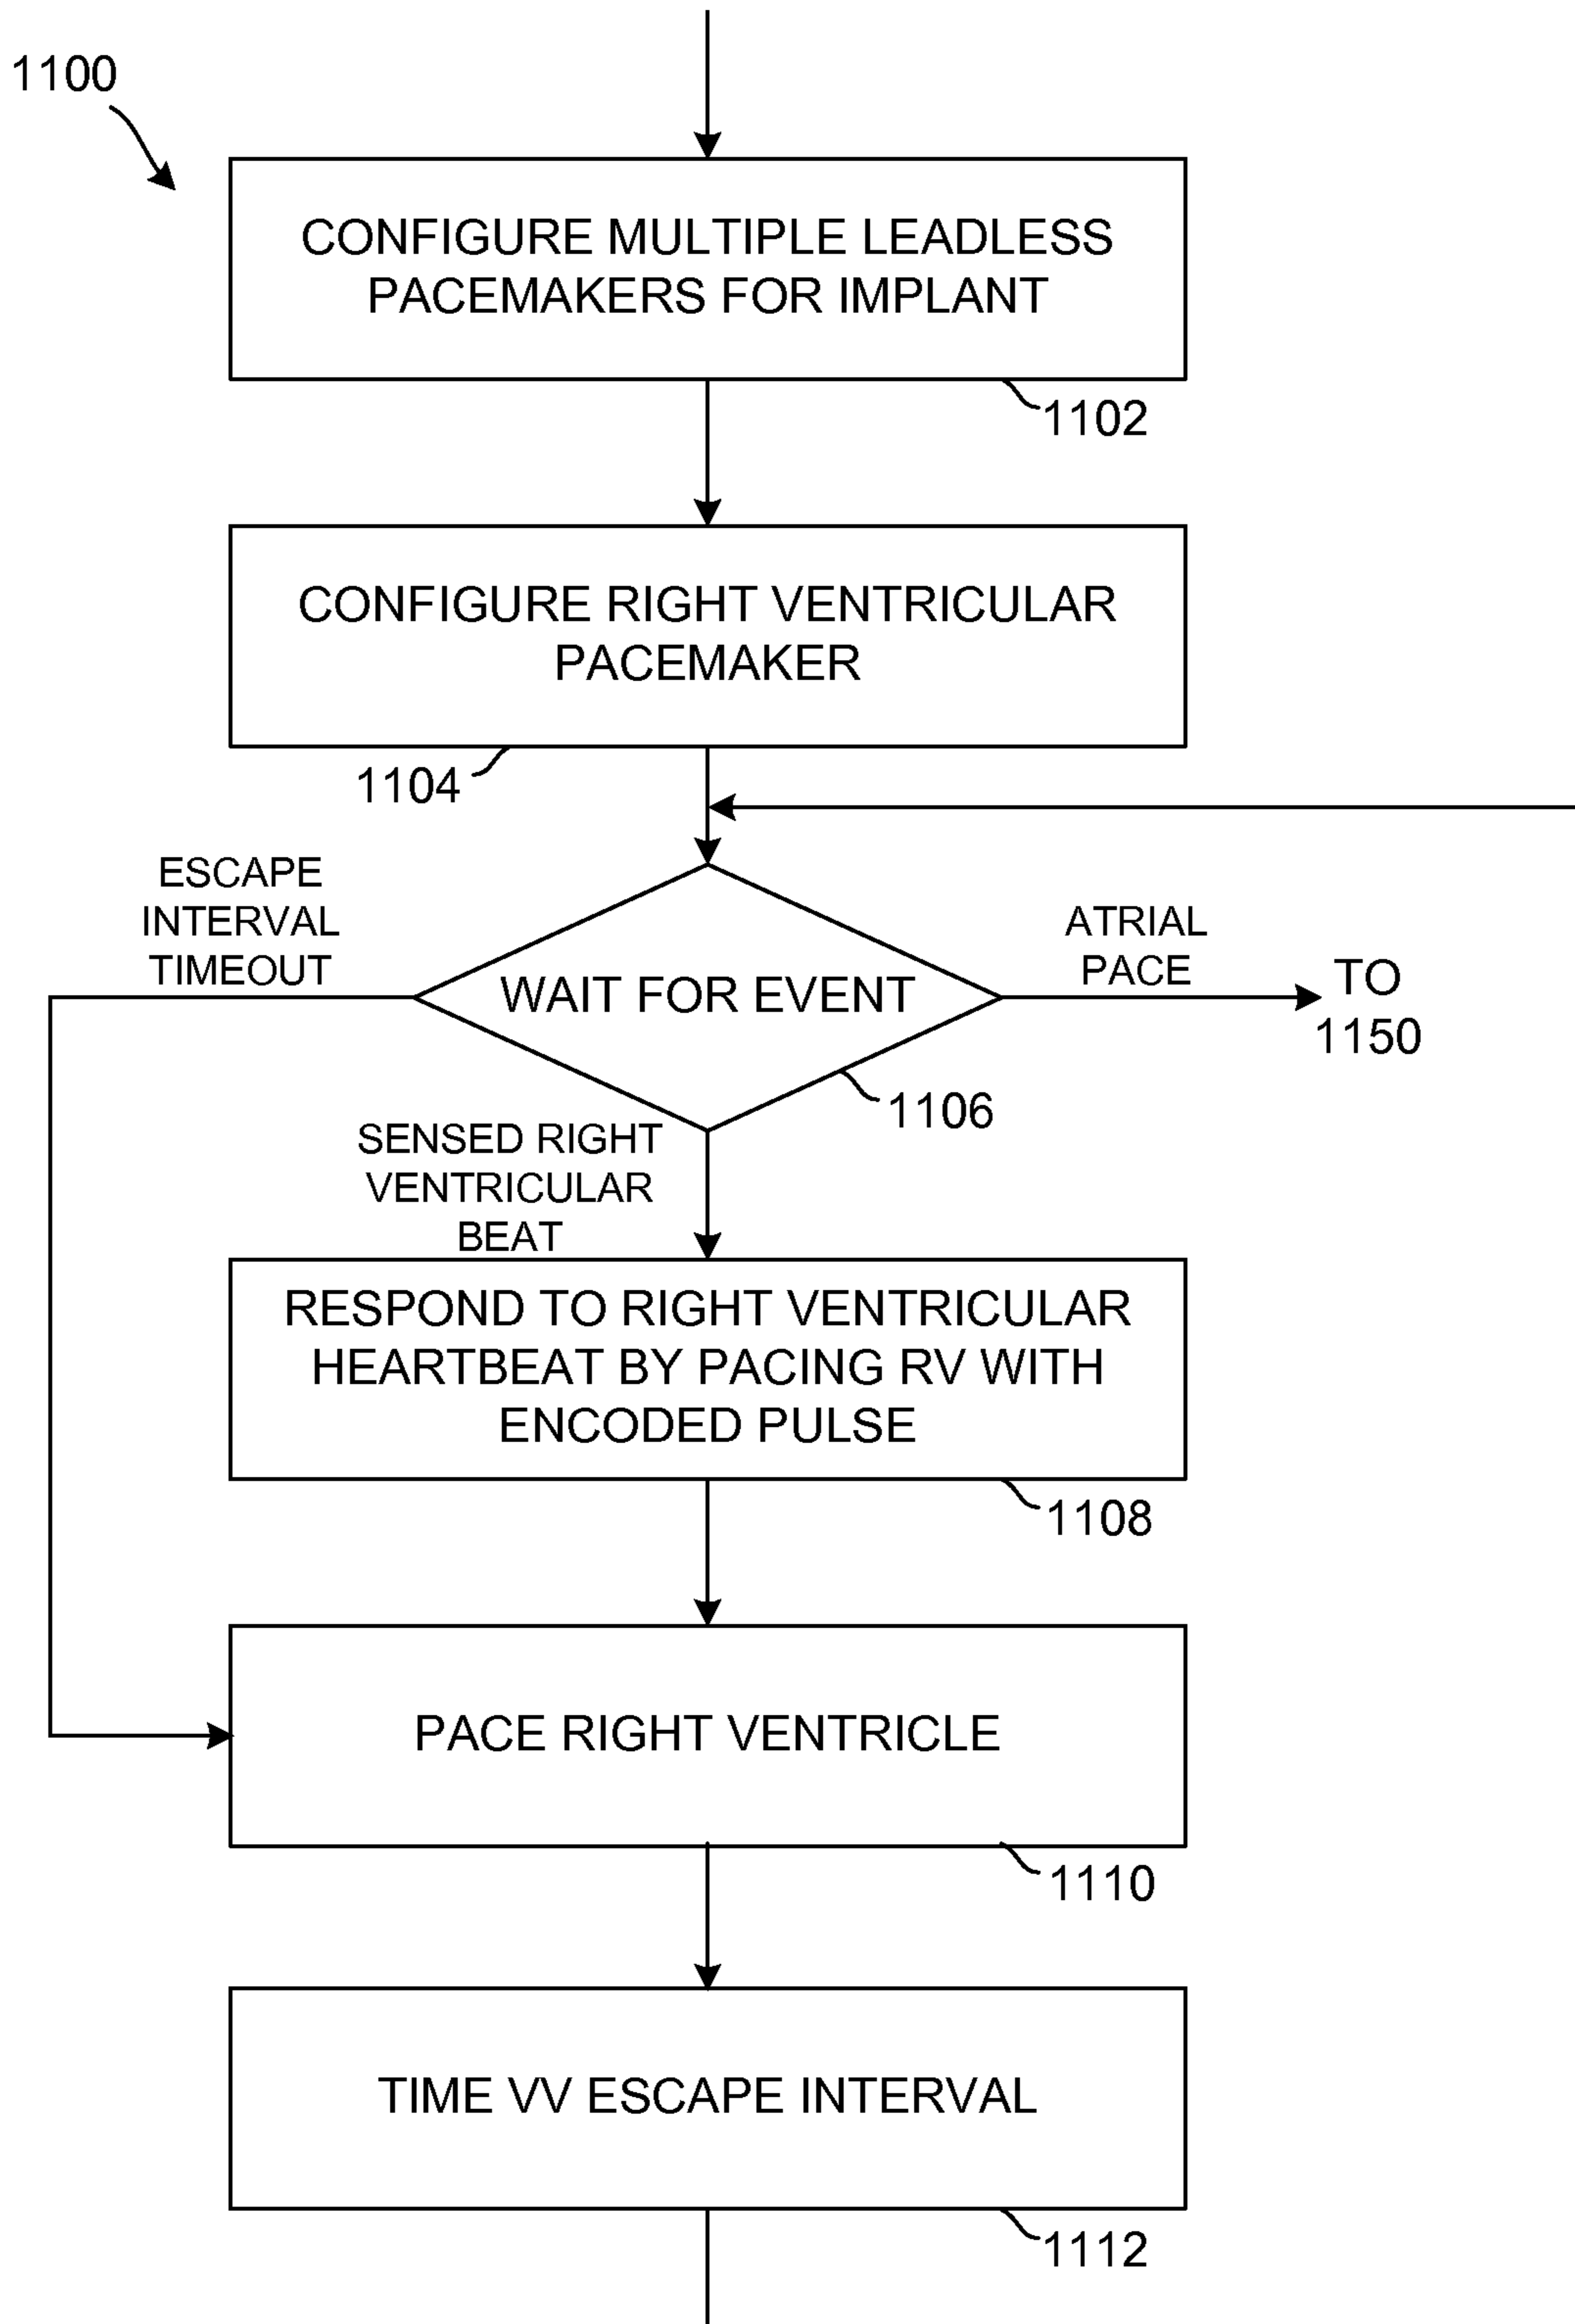 1100
CONFIGURE MULTIPLE LEADLESS
PACEMAKERS FOR IMPLANT
1102
CONFIGURE RIGHT VENTRICULAR
PACEMAKER
1104
ESCAPE
INTERVAL
TIMEOUT
WAIT FOR EVENT
ATRIAL
PACE
TO
1150
1106
SENSED RIGHT
VENTRICULAR
BEAT
RESPOND TO RIGHT VENTRICULAR
HEARTBEAT BY PACING RV WITH
ENCODED PULSE
1108
PACE RIGHT VENTRICLE
1110
TIME VV ESCAPE INTERVAL
1112